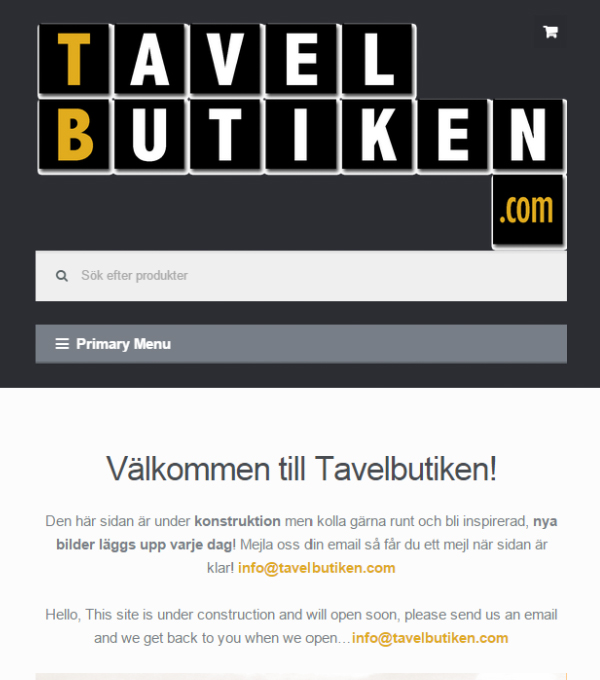 TAVEL
BUTIKEN
.com
Sök efter produkter
Primary Menu
Välkommen till Tavelbutiken!
Den här sidan är under konstruktion men kolla gärna runt och bli inspirerad, nya
bilder läggs upp varje dag! Mejla oss din email så får du ett mejl när sidan är
klar! info@tavelbutiken.com
Hello, This site is under construction and will open soon, please send us an email
and we get back to you when we open…info@tavelbutiken.com